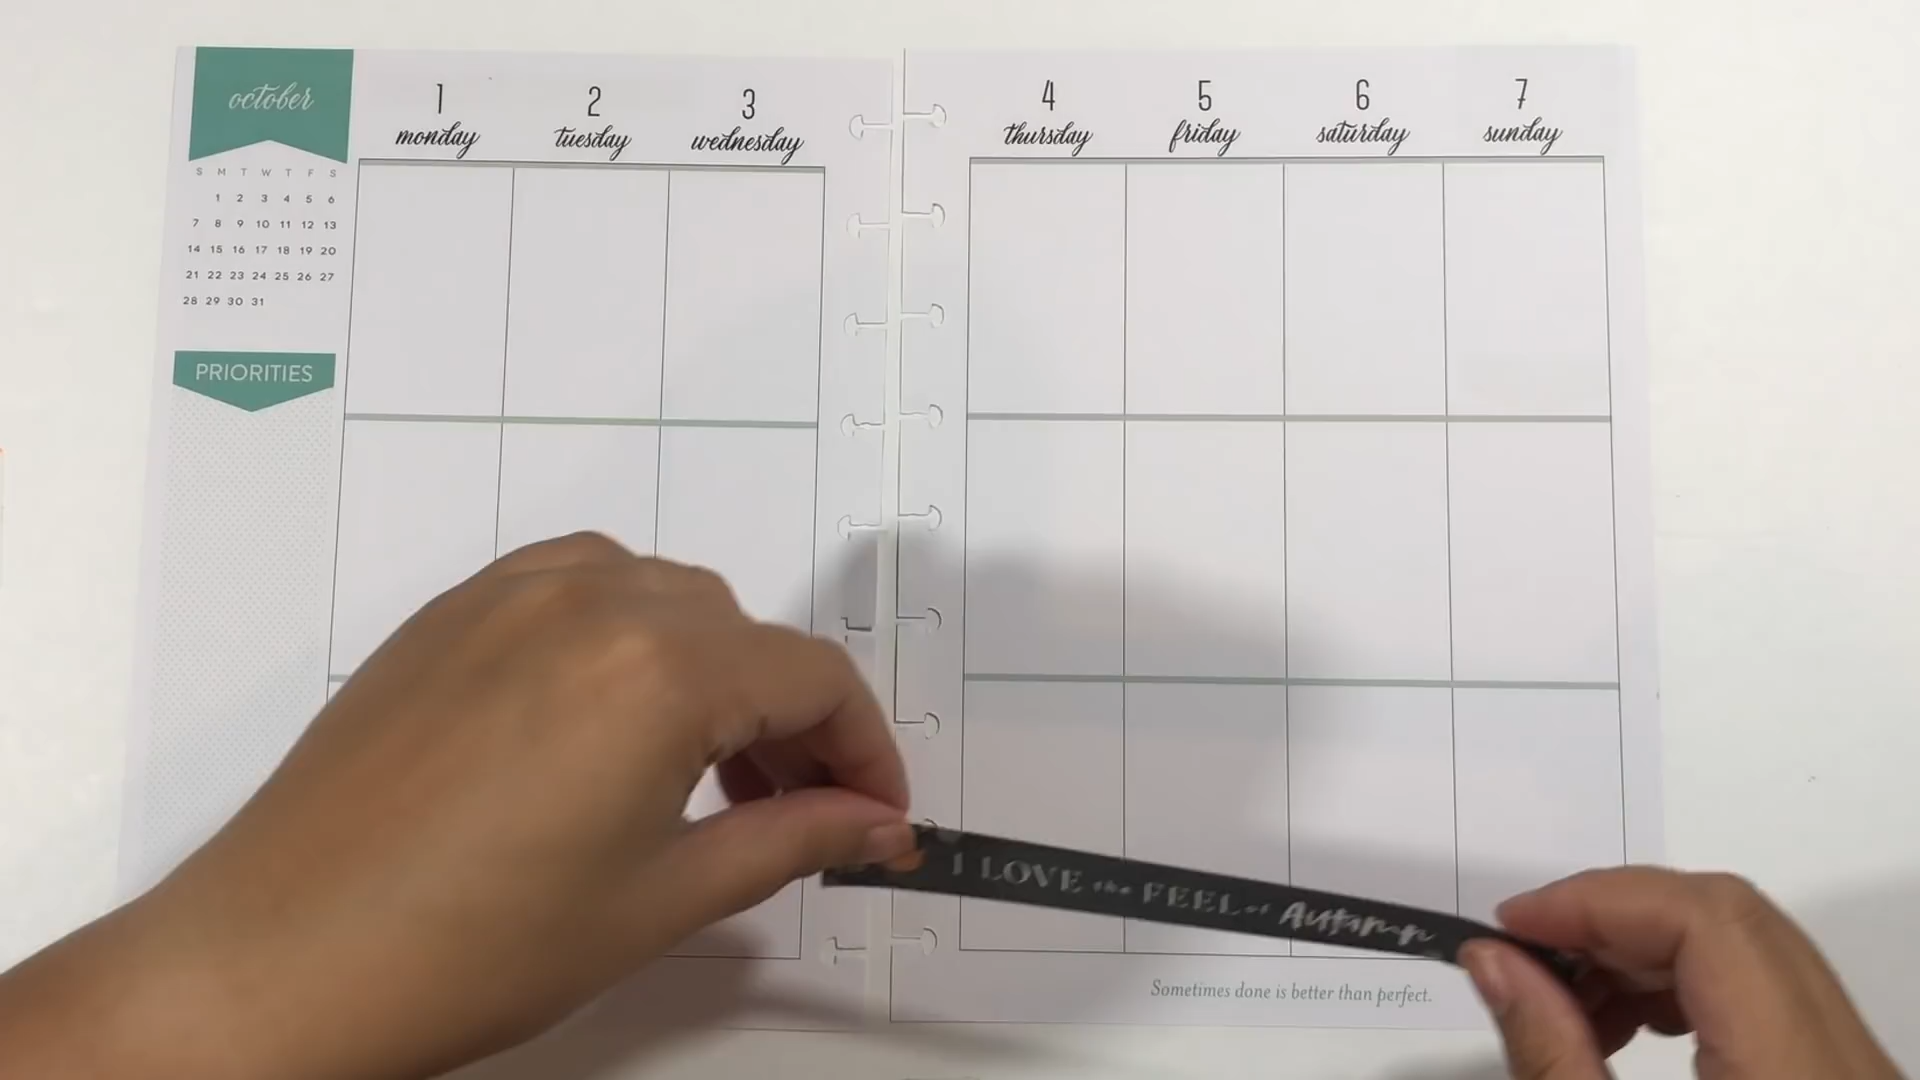 october
S M T W T F S
1 2 3 4 5 6
7 8 9 10 11 12 13
14 15 16 17 18 19 20
21 22 23 24 25 26 27
28 29 30 31
PRIORITIES
1 2 3
monday tuesday wednesday
4 5 6 7
thursday friday saturday sunday
I LOVE the FEEL of Autumn
Sometimes done is better than perfect.